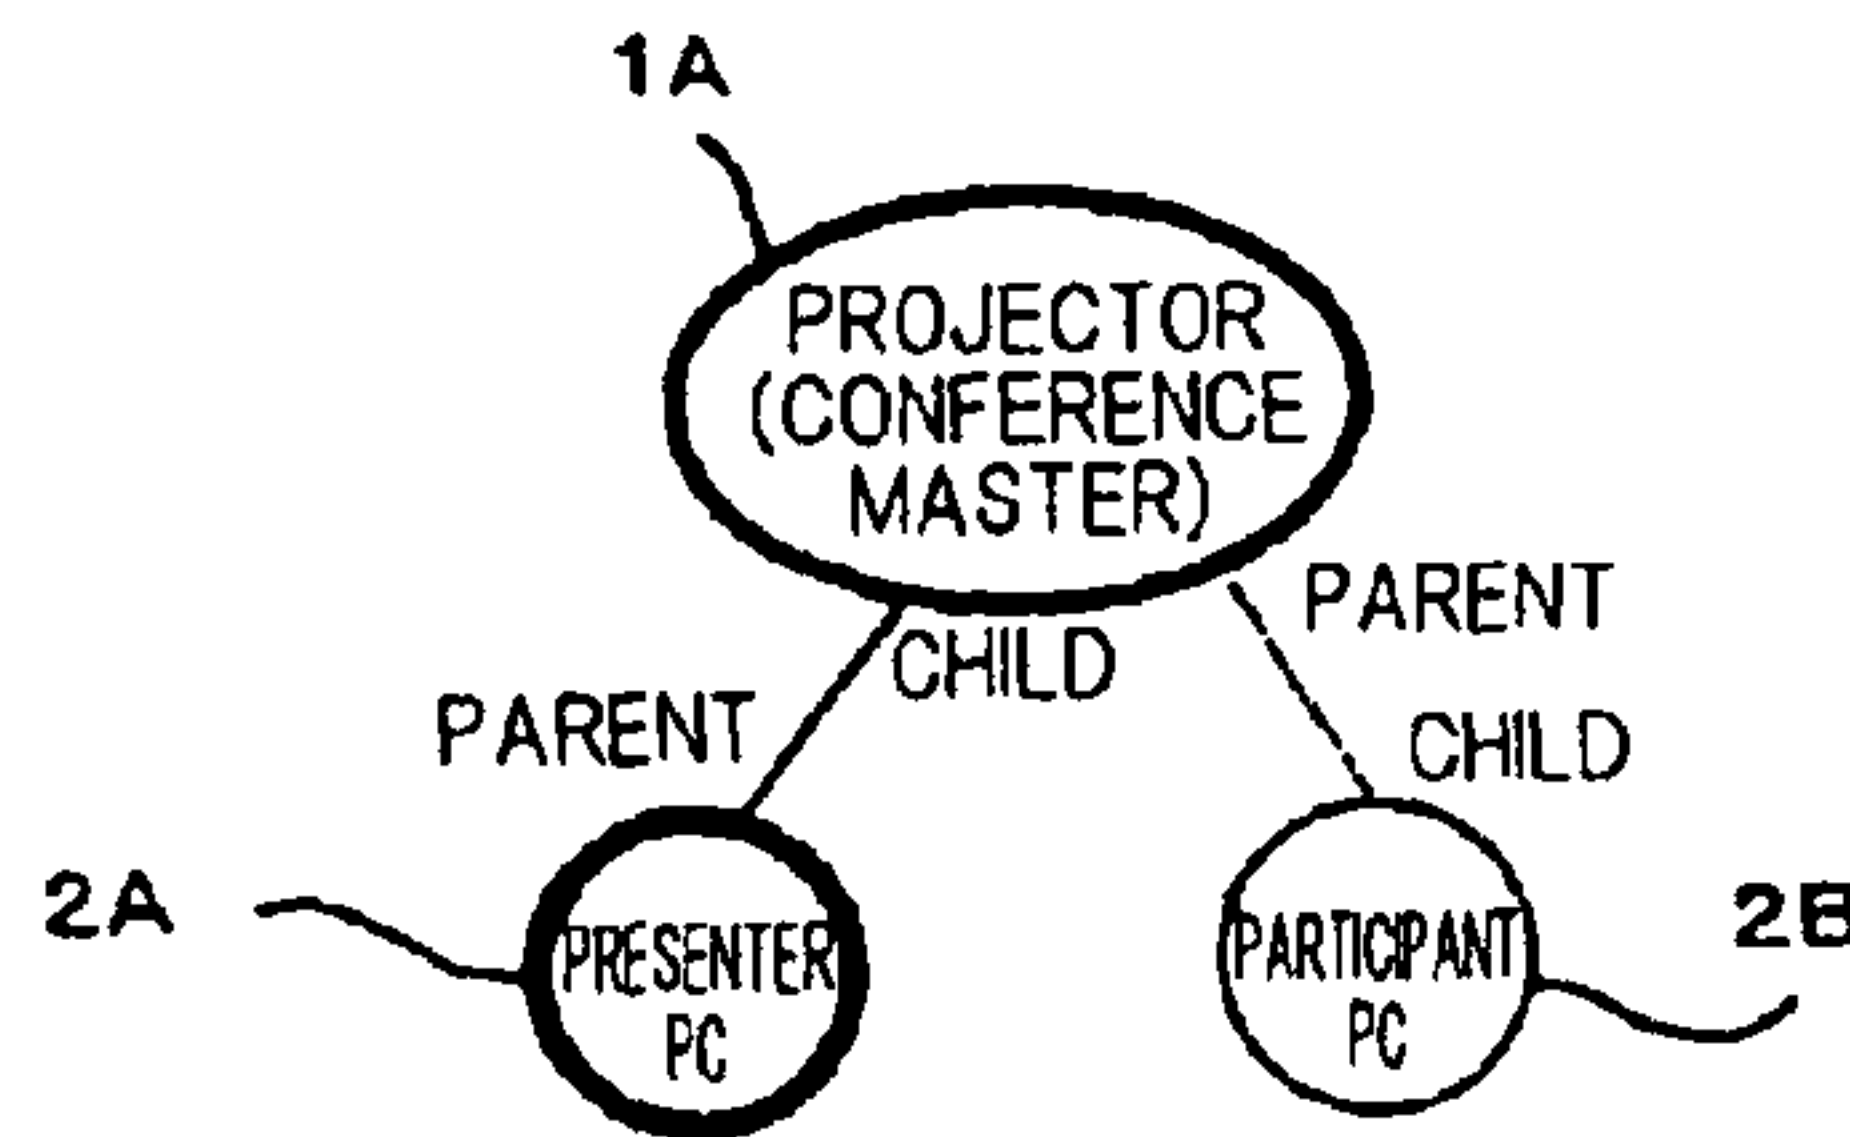 1A
PROJECTOR
(CONFERENCE
MASTER)
PARENT
CHILD
PARENT
CHILD
2A
PRESENTER
PC
PARTICIPANT
PC
2B